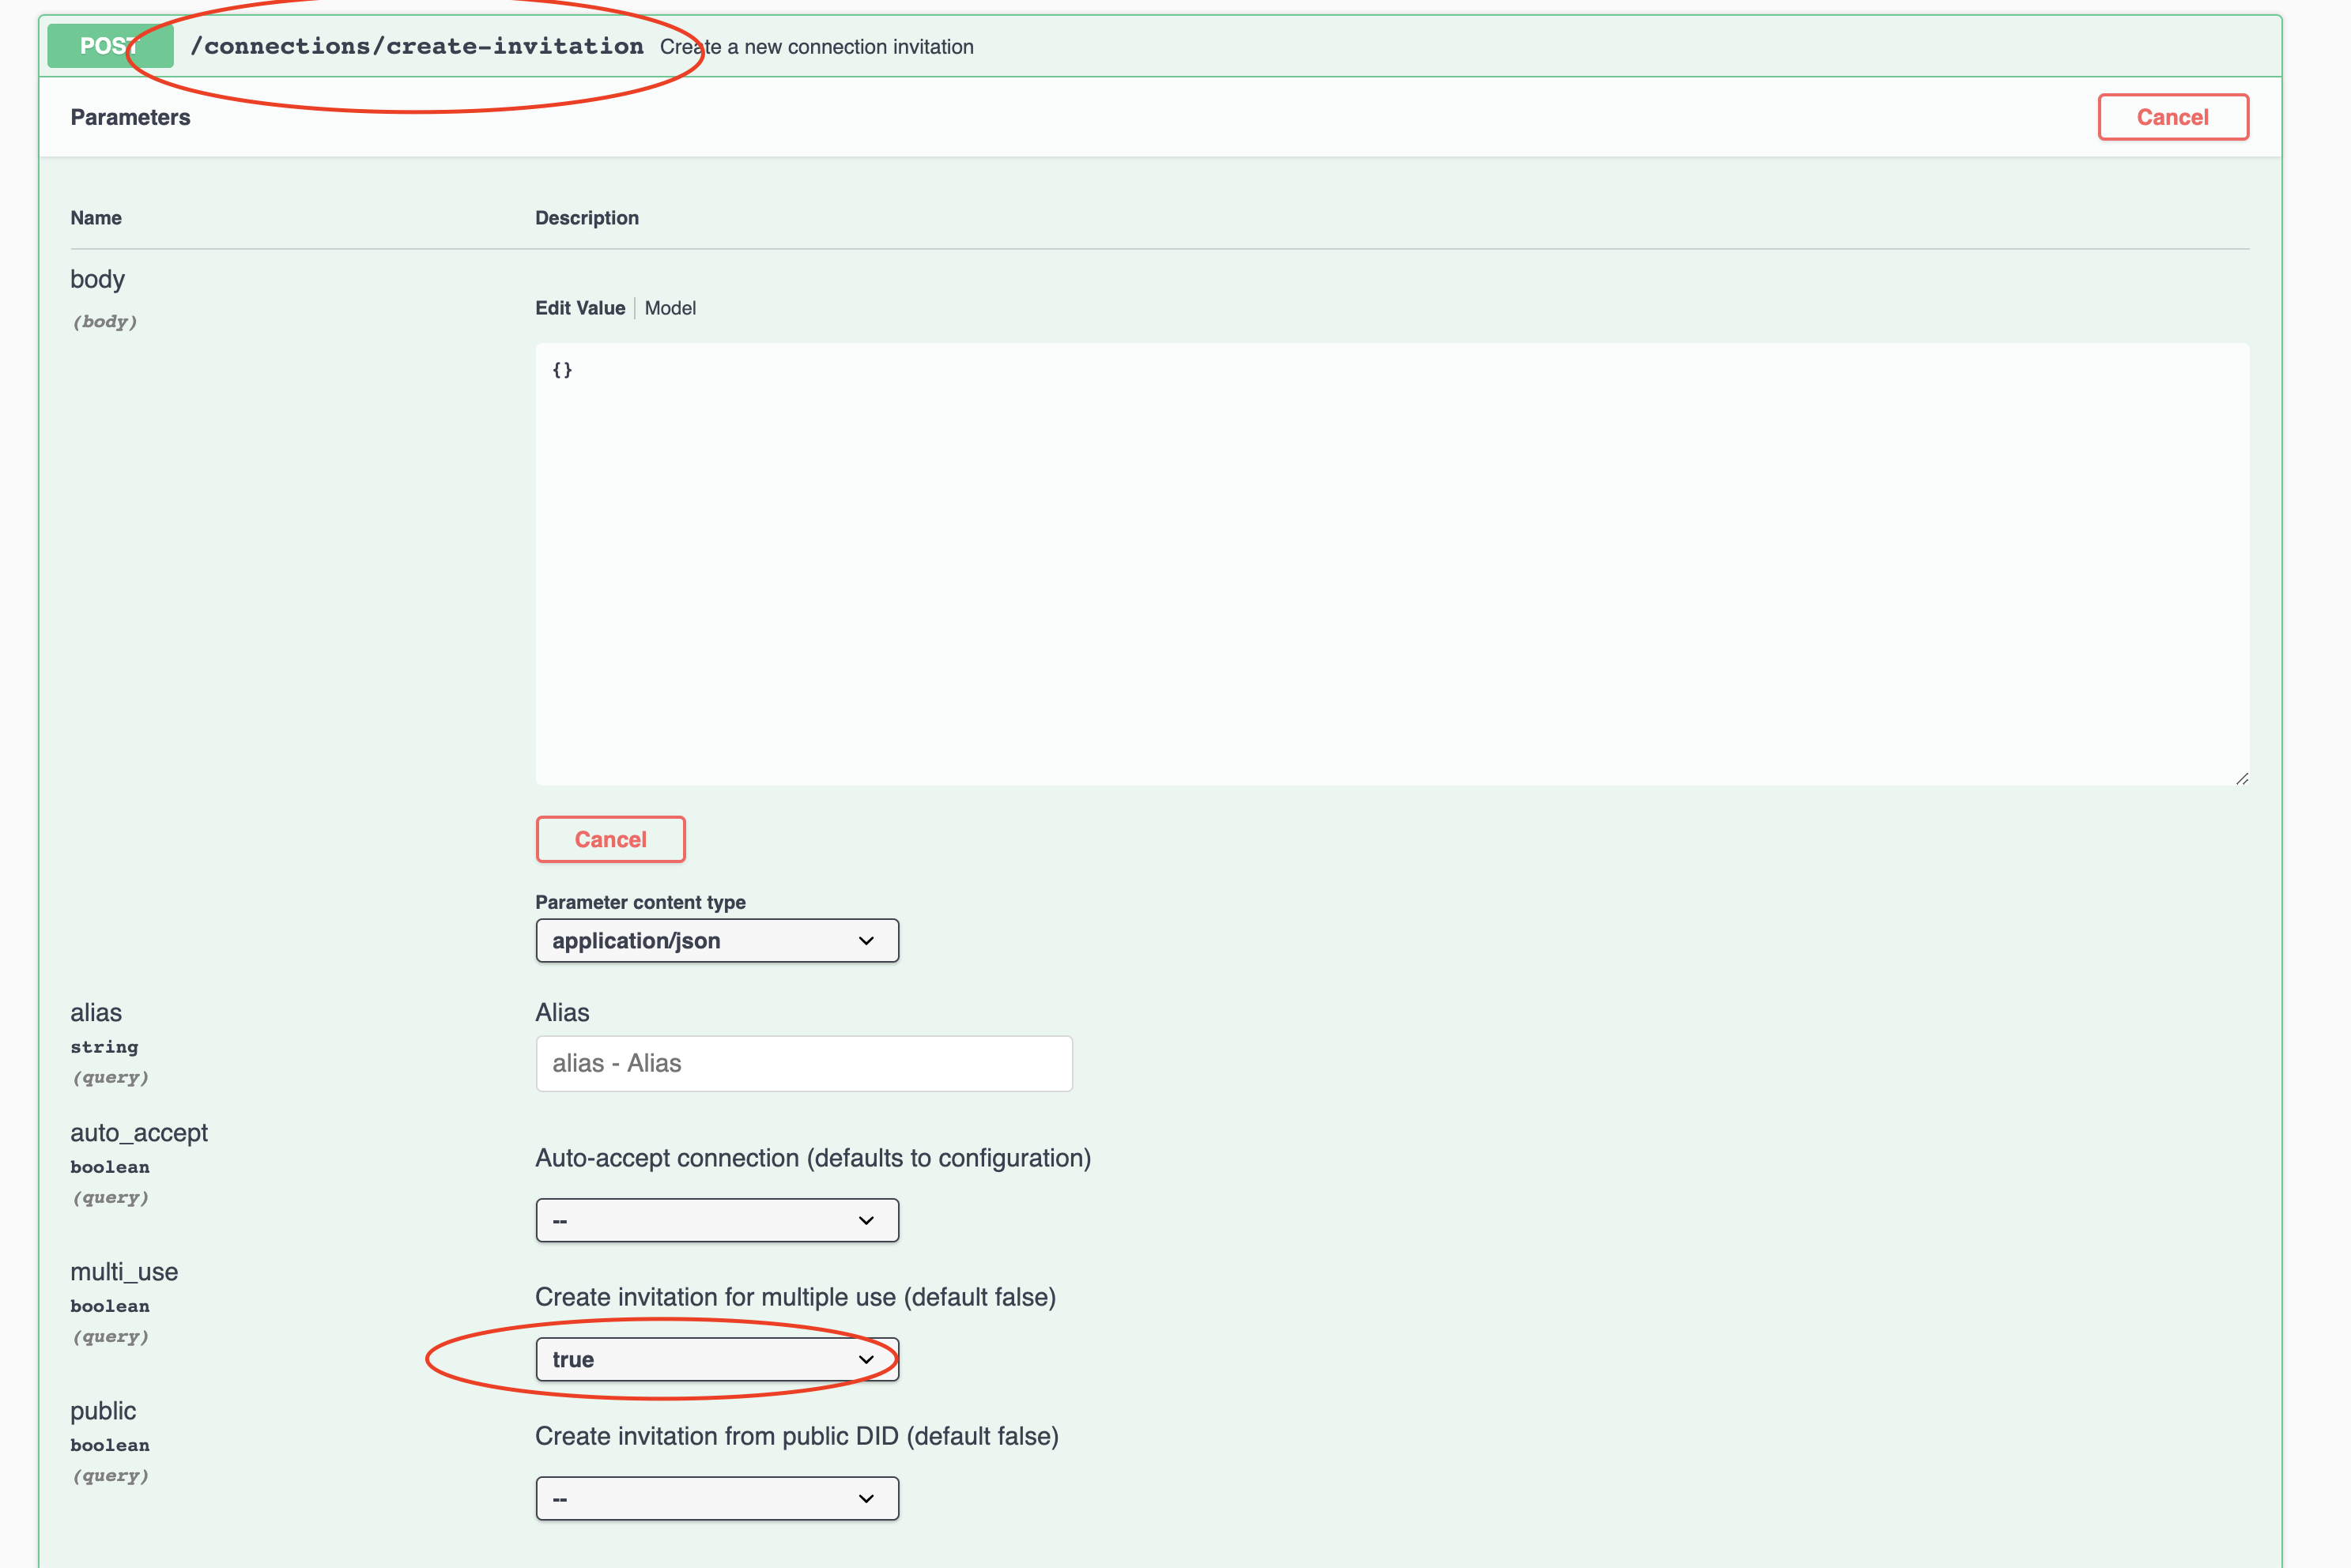 POST /connections/create-invitation Create a new connection invitation
Parameters Cancel
Name Description
body
(body)
Edit Value Model
{}
Cancel
Parameter content type
application/json
alias Alias
string
(query)
alias - Alias
auto_accept
boolean
(query)
Auto-accept connection (defaults to configuration)
--
multi_use
boolean
(query)
Create invitation for multiple use (default false)
true
public
boolean
(query)
Create invitation from public DID (default false)
--